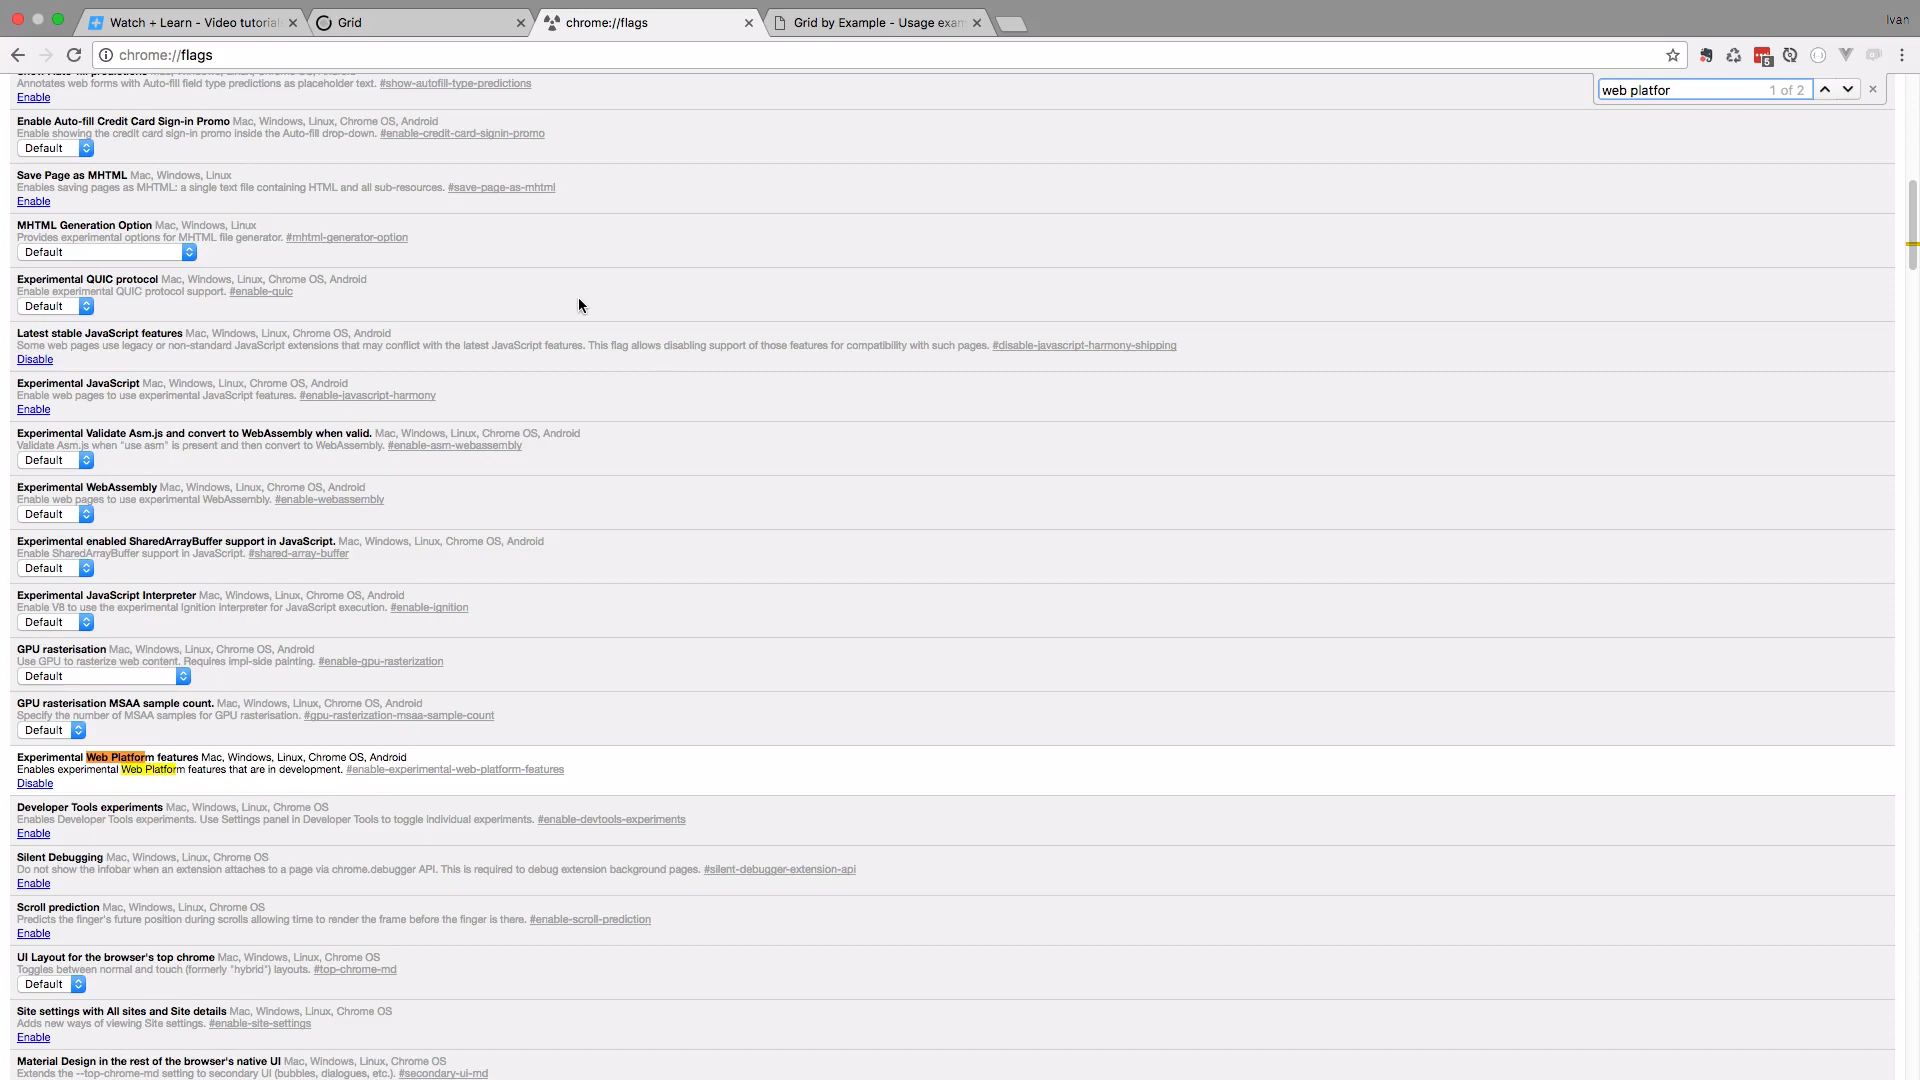 Watch + Learn - Video tutorial
Grid
chrome://flags
Grid by Example - Usage exam
Ivan
chrome://flags
5
web platfor
1 of 2
Annotates web forms with Auto-fill field type predictions as placeholder text. #show-autofill-type-predictions
Enable
Enable Auto-fill Credit Card Sign-in Promo Mac, Windows, Linux, Chrome OS, Android
Enable showing the credit card sign-in promo inside the Auto-fill drop-down. #enable-credit-card-signin-promo
Default
Save Page as MHTML Mac, Windows, Linux
Enables saving pages as MHTML: a single text file containing HTML and all sub-resources. #save-page-as-mhtml
Enable
MHTML Generation Option Mac, Windows, Linux
Provides experimental options for MHTML file generator. #mhtml-generator-option
Default
Experimental QUIC protocol Mac, Windows, Linux, Chrome OS, Android
Enable experimental QUIC protocol support. #enable-quic
Default
Latest stable JavaScript features Mac, Windows, Linux, Chrome OS, Android
Some web pages use legacy or non-standard JavaScript extensions that may conflict with the latest JavaScript features. This flag allows disabling support of those features for compatibility with such pages. #disable-javascript-harmony-shipping
Disable
Experimental JavaScript Mac, Windows, Linux, Chrome OS, Android
Enable web pages to use experimental JavaScript features. #enable-javascript-harmony
Enable
Experimental Validate Asm.js and convert to WebAssembly when valid. Mac, Windows, Linux, Chrome OS, Android
Validate Asm.js when "use asm" is present and then convert to WebAssembly. #enable-asm-webassembly
Default
Experimental WebAssembly Mac, Windows, Linux, Chrome OS, Android
Enable web pages to use experimental WebAssembly. #enable-webassembly
Default
Experimental enabled SharedArrayBuffer support in JavaScript. Mac, Windows, Linux, Chrome OS, Android
Enable SharedArrayBuffer support in JavaScript. #shared-array-buffer
Default
Experimental JavaScript Interpreter Mac, Windows, Linux, Chrome OS, Android
Enable V8 to use the experimental Ignition interpreter for JavaScript execution. #enable-ignition
Default
GPU rasterisation Mac, Windows, Linux, Chrome OS, Android
Use GPU to rasterize web content. Requires impl-side painting. #enable-gpu-rasterization
Default
GPU rasterisation MSAA sample count. Mac, Windows, Linux, Chrome OS, Android
Specify the number of MSAA samples for GPU rasterisation. #gpu-rasterization-msaa-sample-count
Default
Experimental Web Platform features Mac, Windows, Linux, Chrome OS, Android
Enables experimental Web Platform features that are in development. #enable-experimental-web-platform-features
Disable
Developer Tools experiments Mac, Windows, Linux, Chrome OS
Enables Developer Tools experiments. Use Settings panel in Developer Tools to toggle individual experiments. #enable-devtools-experiments
Enable
Silent Debugging Mac, Windows, Linux, Chrome OS
Do not show the infobar when an extension attaches to a page via chrome.debugger API. This is required to debug extension background pages. #silent-debugger-extension-api
Enable
Scroll prediction Mac, Windows, Linux, Chrome OS
Predicts the finger's future position during scrolls allowing time to render the frame before the finger is there. #enable-scroll-prediction
Enable
UI Layout for the browser's top chrome Mac, Windows, Linux, Chrome OS
Toggles between normal and touch (formerly "hybrid") layouts. #top-chrome-md
Default
Site settings with All sites and Site details Mac, Windows, Linux, Chrome OS
Adds new ways of viewing Site settings. #enable-site-settings
Enable
Material Design in the rest of the browser's native UI Mac, Windows, Linux, Chrome OS
Extends the --top-chrome-md setting to secondary UI (bubbles, dialogues, etc.). #secondary-ui-md